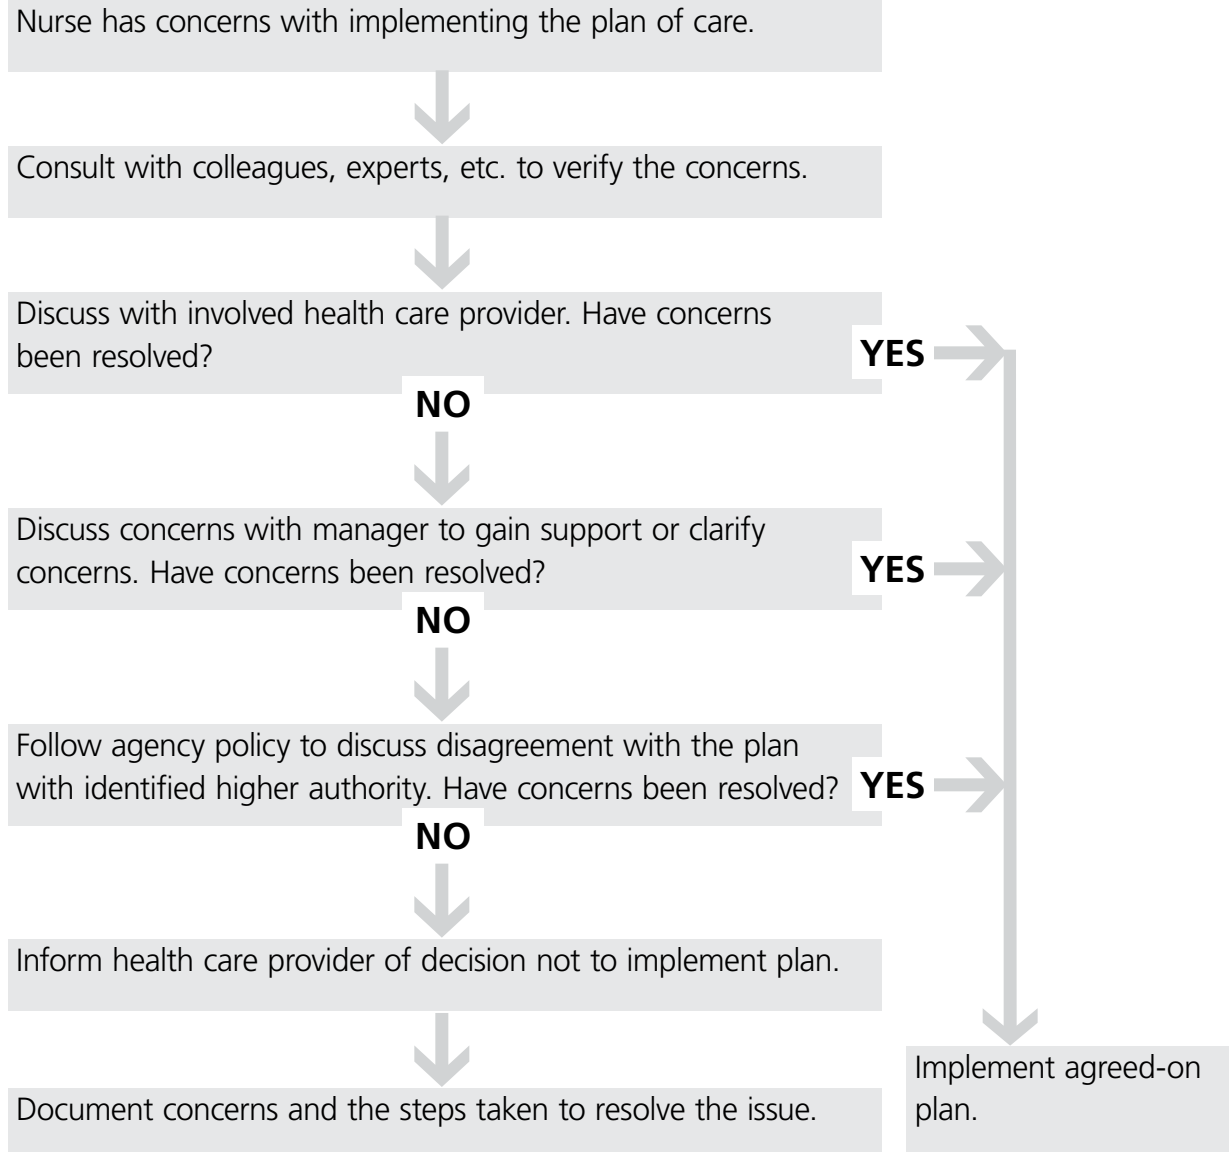 Nurse has concerns with implementing the plan of care.
Consult with colleagues, experts, etc. to verify the concerns.
Discuss with involved health care provider. Have concerns
been resolved?
YES
NO
Discuss concerns with manager to gain support or clarify
concerns. Have concerns been resolved?
YES
NO
Follow agency policy to discuss disagreement with the plan
with identified higher authority. Have concerns been resolved?
YES
NO
Inform health care provider of decision not to implement plan.
Document concerns and the steps taken to resolve the issue.
Implement agreed-on
plan.